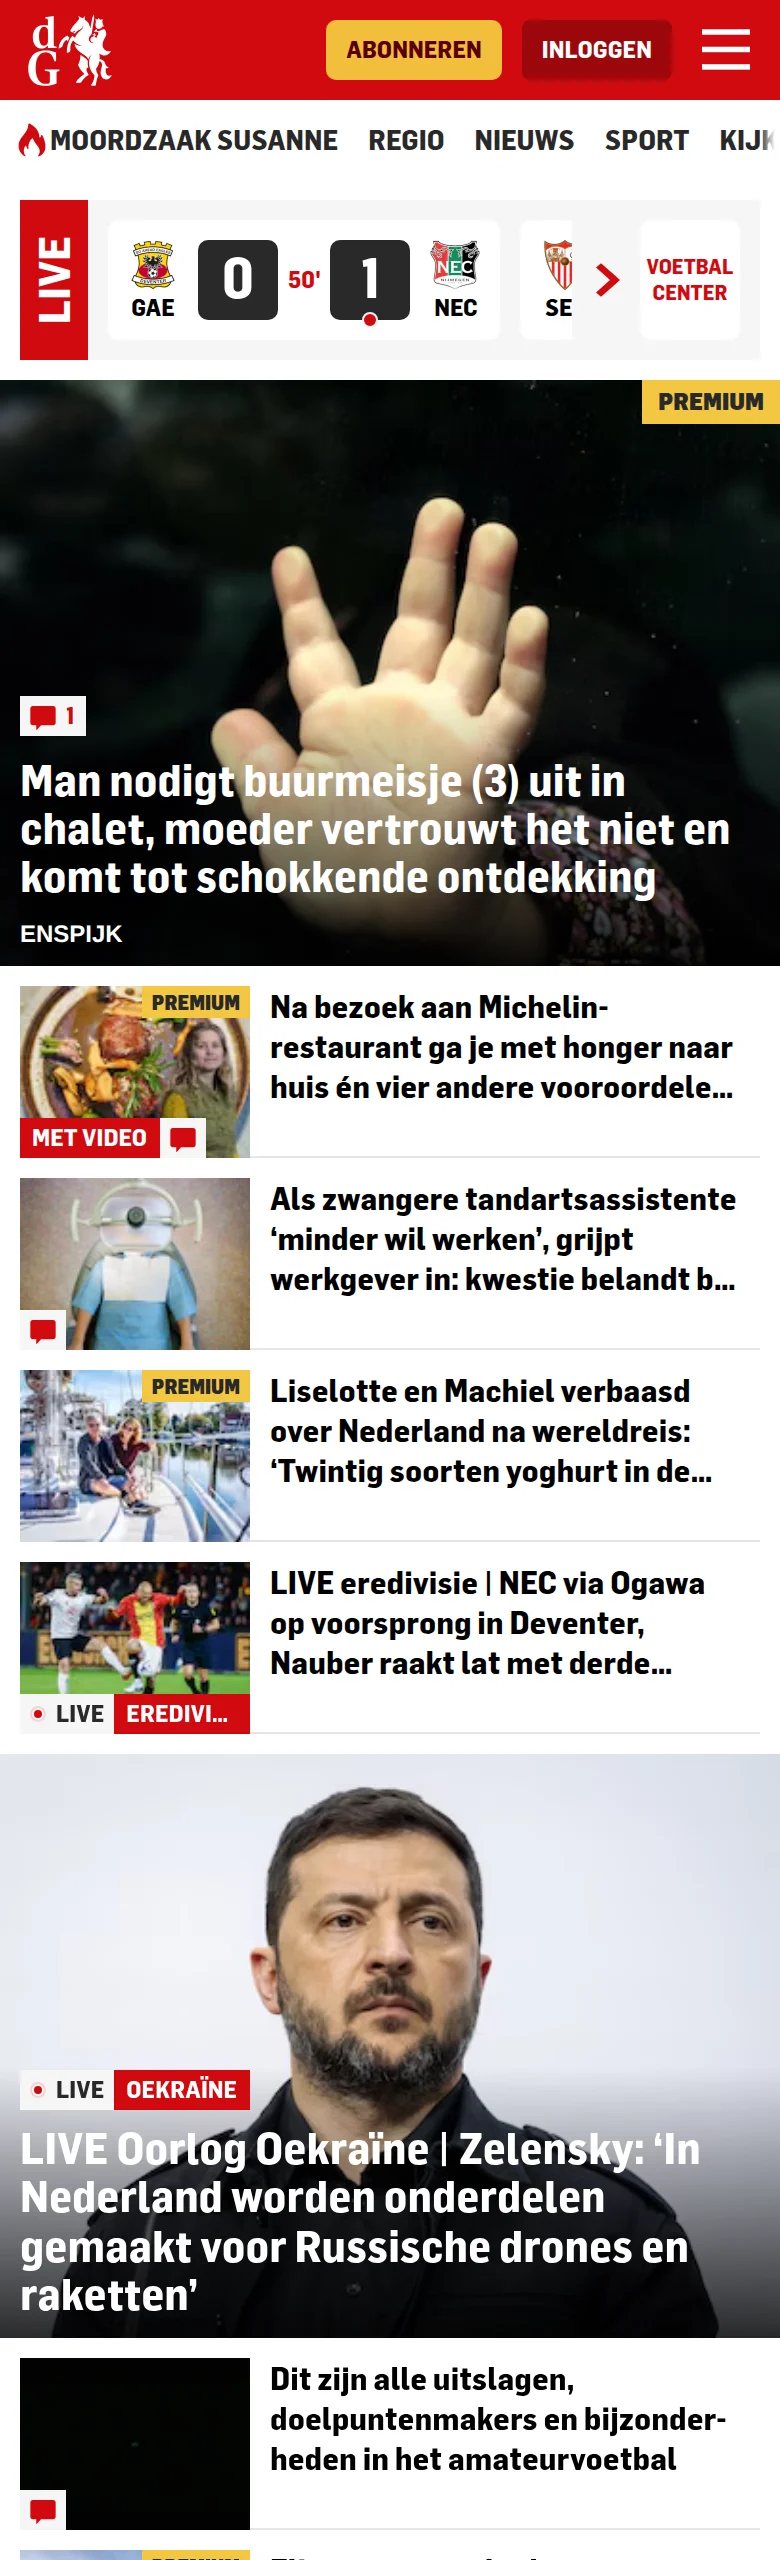 dG
ABONNEREN
INLOGGEN
MOORDZAAK SUSANNE REGIO NIEUWS SPORT KIJK
LIVE
GAE
0
50'
1
NEC
NEC
NIJMEGEN
SE
VOETBAL
CENTER
PREMIUM
1
Man nodigt buurmeisje (3) uit in
chalet, moeder vertrouwt het niet en
komt tot schokkende ontdekking
ENSPIJK
PREMIUM
MET VIDEO
Na bezoek aan Michelin-
restaurant ga je met honger naar
huis én vier andere vooroordele...
Als zwangere tandartsassistente
‘minder wil werken’, grijpt
werkgever in: kwestie belandt b...
PREMIUM
Liselotte en Machiel verbaasd
over Nederland na wereldreis:
‘Twintig soorten yoghurt in de...
LIVE
EREDIVI...
LIVE eredivisie | NEC via Ogawa
op voorsprong in Deventer,
Nauber raakt lat met derde...
LIVE
OEKRAÏNE
LIVE Oorlog Oekraïne | Zelensky: ‘In
Nederland worden onderdelen
gemaakt voor Russische drones en
raketten’
Dit zijn alle uitslagen,
doelpuntenmakers en bijzonder-
heden in het amateurvoetbal